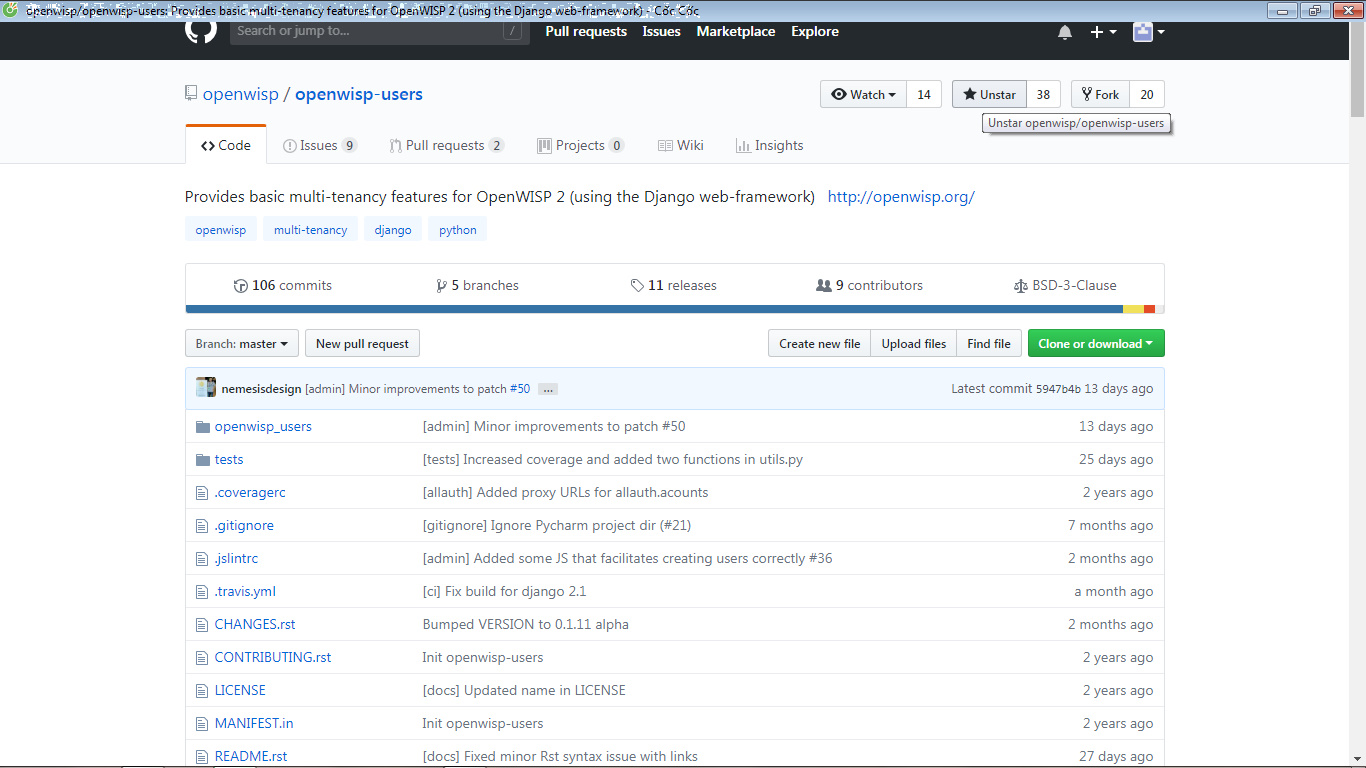 openwisp/openwisp-users: Provides basic multi-tenancy features for OpenWISP 2 (using the Django web-framework) - Cốc Cốc
Search or jump to... / Pull requests Issues Marketplace Explore
openwisp / openwisp-users Watch 14 Unstar 38 Fork 20
Unstar openwisp/openwisp-users
Code Issues 9 Pull requests 2 Projects 0 Wiki Insights
Provides basic multi-tenancy features for OpenWISP 2 (using the Django web-framework) http://openwisp.org/
openwisp multi-tenancy django python
106 commits 5 branches 11 releases 9 contributors BSD-3-Clause
Branch: master New pull request Create new file Upload files Find file Clone or download
nemesisdesign [admin] Minor improvements to patch #50 ... Latest commit 5947b4b 13 days ago
openwisp_users [admin] Minor improvements to patch #50 13 days ago
tests [tests] Increased coverage and added two functions in utils.py 25 days ago
.coveragerc [allauth] Added proxy URLs for allauth.acounts 2 years ago
.gitignore [gitignore] Ignore Pycharm project dir (#21) 7 months ago
.jslintrc [admin] Added some JS that facilitates creating users correctly #36 2 months ago
.travis.yml [ci] Fix build for django 2.1 a month ago
CHANGES.rst Bumped VERSION to 0.1.11 alpha 2 months ago
CONTRIBUTING.rst Init openwisp-users 2 years ago
LICENSE [docs] Updated name in LICENSE 2 years ago
MANIFEST.in Init openwisp-users 2 years ago
README.rst [docs] Fixed minor Rst syntax issue with links 27 days ago